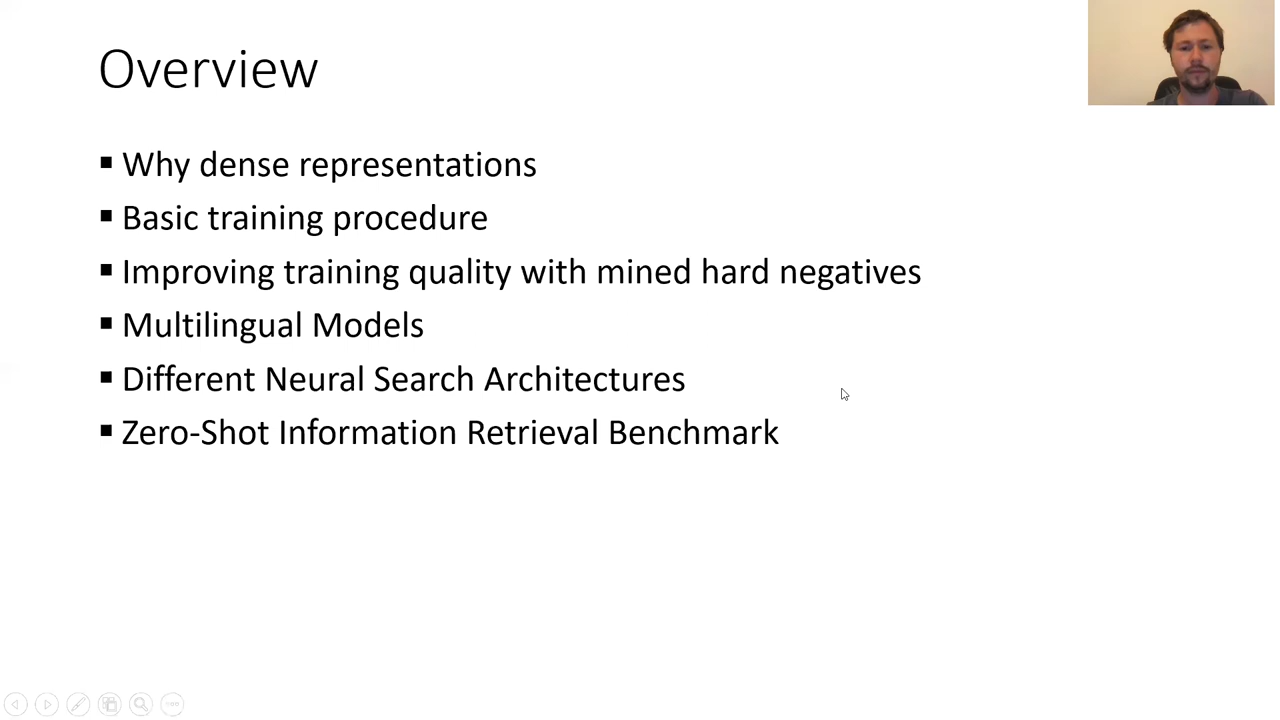 Overview
Why dense representations
Basic training procedure
Improving training quality with mined hard negatives
Multilingual Models
Different Neural Search Architectures
Zero-Shot Information Retrieval Benchmark